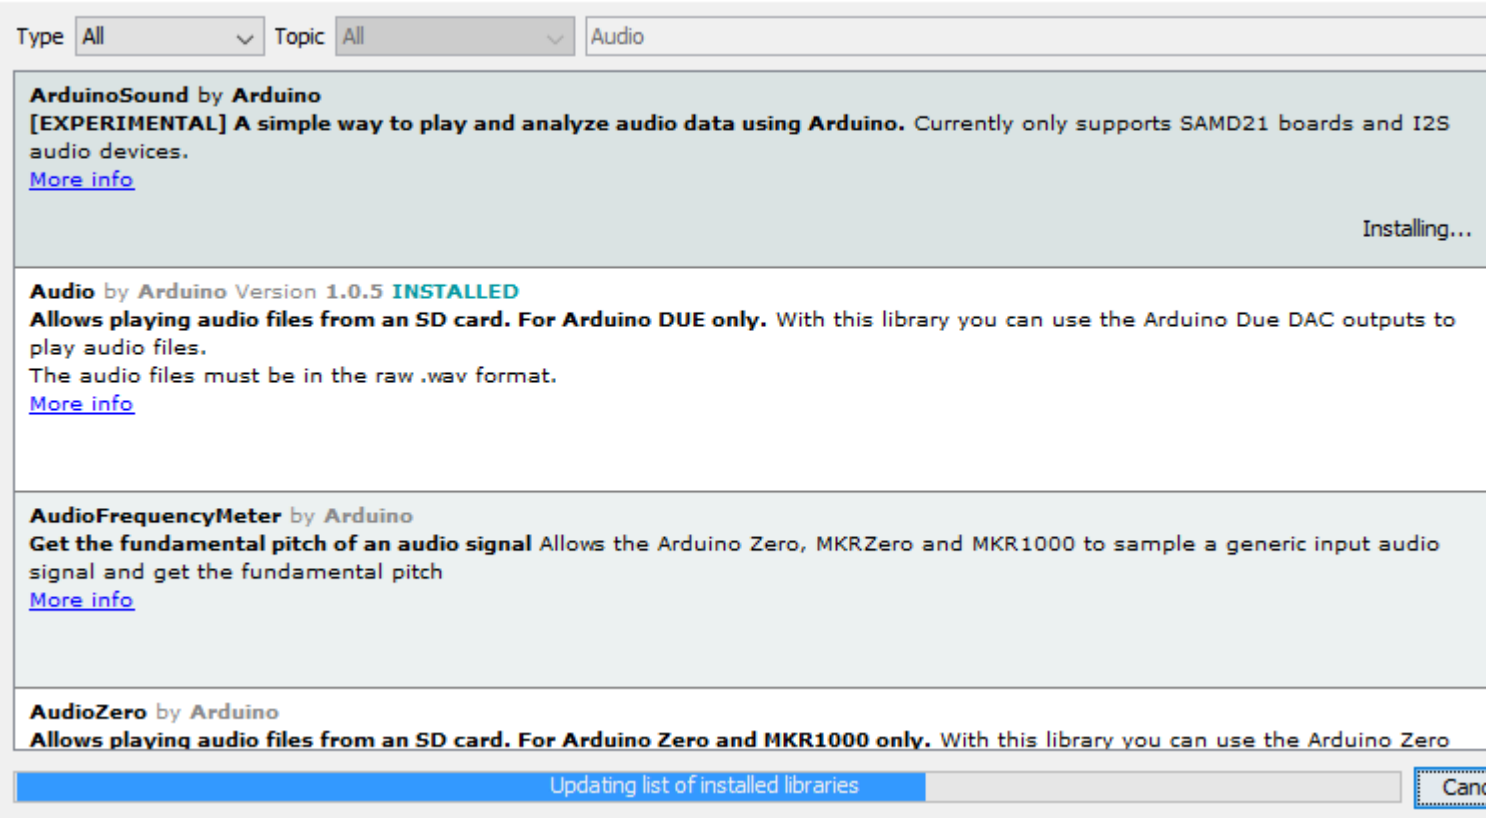 Type All Topic All Audio
ArduinoSound by Arduino
[EXPERIMENTAL] A simple way to play and analyze audio data using Arduino. Currently only supports SAMD21 boards and I2S
audio devices.
More info
Installing...
Audio by Arduino Version 1.0.5 INSTALLED
Allows playing audio files from an SD card. For Arduino DUE only. With this library you can use the Arduino Due DAC outputs to
play audio files.
The audio files must be in the raw .wav format.
More info
AudioFrequencyMeter by Arduino
Get the fundamental pitch of an audio signal Allows the Arduino Zero, MKRZero and MKR1000 to sample a generic input audio
signal and get the fundamental pitch
More info
AudioZero by Arduino
Allows playing audio files from an SD card. For Arduino Zero and MKR1000 only. With this library you can use the Arduino Zero
Updating list of installed libraries
Canc